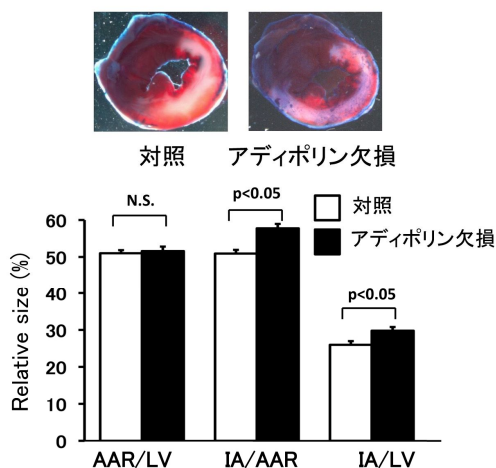 対照 アディポリン欠損
N.S.
p<0.05
p<0.05
対照
アディポリン欠損
Relative size (%)
60
50
40
30
20
10
0
AAR/LV IA/AAR IA/LV